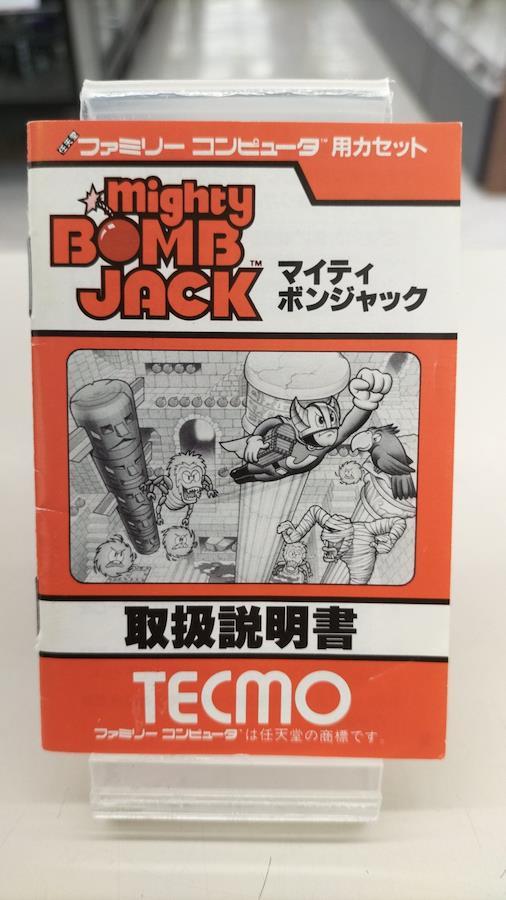 任天堂 ファミリー コンピュータ™ 用カセット
mighty
BOMB
JACK™
マイティ
ボンジャック
取扱説明書
TECMO
ファミリー コンピュータ®は任天堂の商標です。